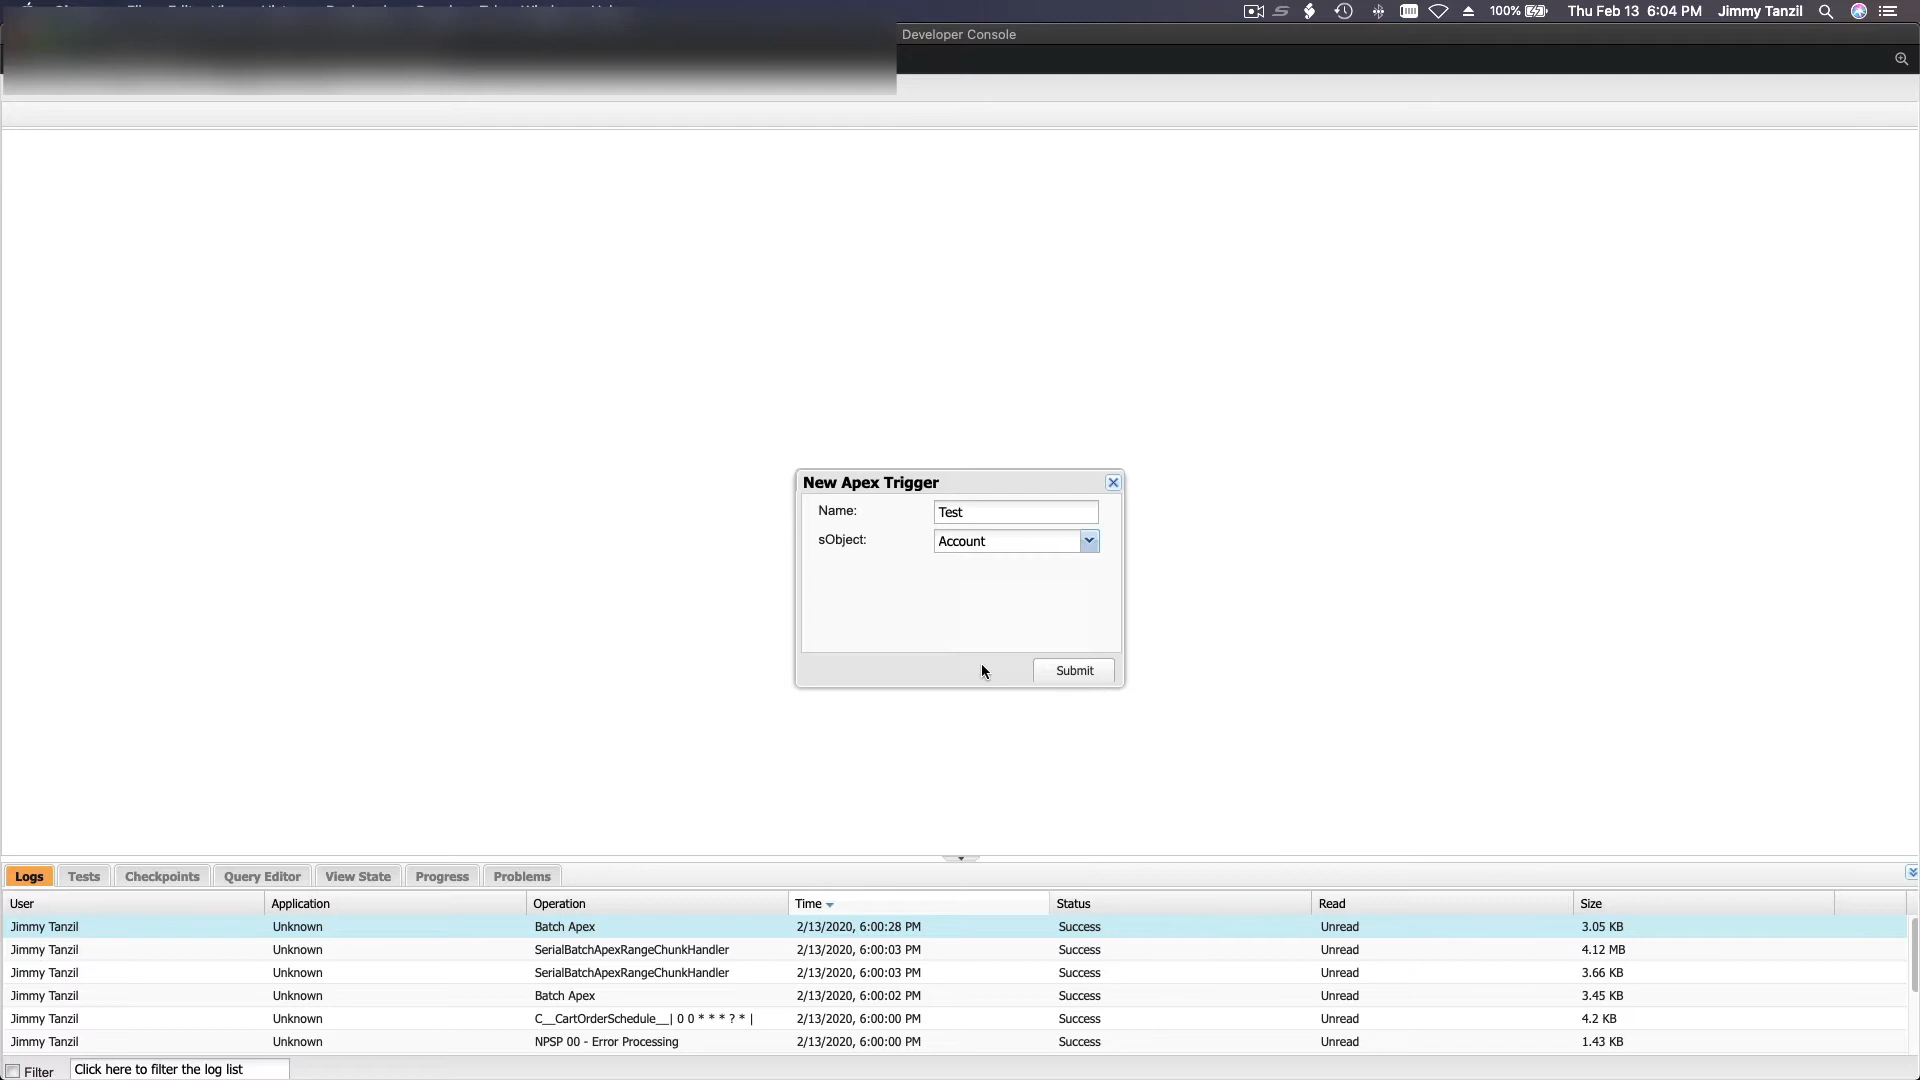 100% Thu Feb 13 6:04 PM Jimmy Tanzil
Developer Console
New Apex Trigger
Name: Test
sObject: Account
Submit
Logs Tests Checkpoints Query Editor View State Progress Problems
User Application Operation Time Status Read Size
Jimmy Tanzil Unknown Batch Apex 2/13/2020, 6:00:28 PM Success Unread 3.05 KB
Jimmy Tanzil Unknown SerialBatchApexRangeChunkHandler 2/13/2020, 6:00:03 PM Success Unread 4.12 MB
Jimmy Tanzil Unknown SerialBatchApexRangeChunkHandler 2/13/2020, 6:00:03 PM Success Unread 3.66 KB
Jimmy Tanzil Unknown Batch Apex 2/13/2020, 6:00:02 PM Success Unread 3.45 KB
Jimmy Tanzil Unknown C__CartOrderSchedule__| 0 0 * * * ? * | 2/13/2020, 6:00:00 PM Success Unread 4.2 KB
Jimmy Tanzil Unknown NPSP 00 - Error Processing 2/13/2020, 6:00:00 PM Success Unread 1.43 KB
Filter Click here to filter the log list